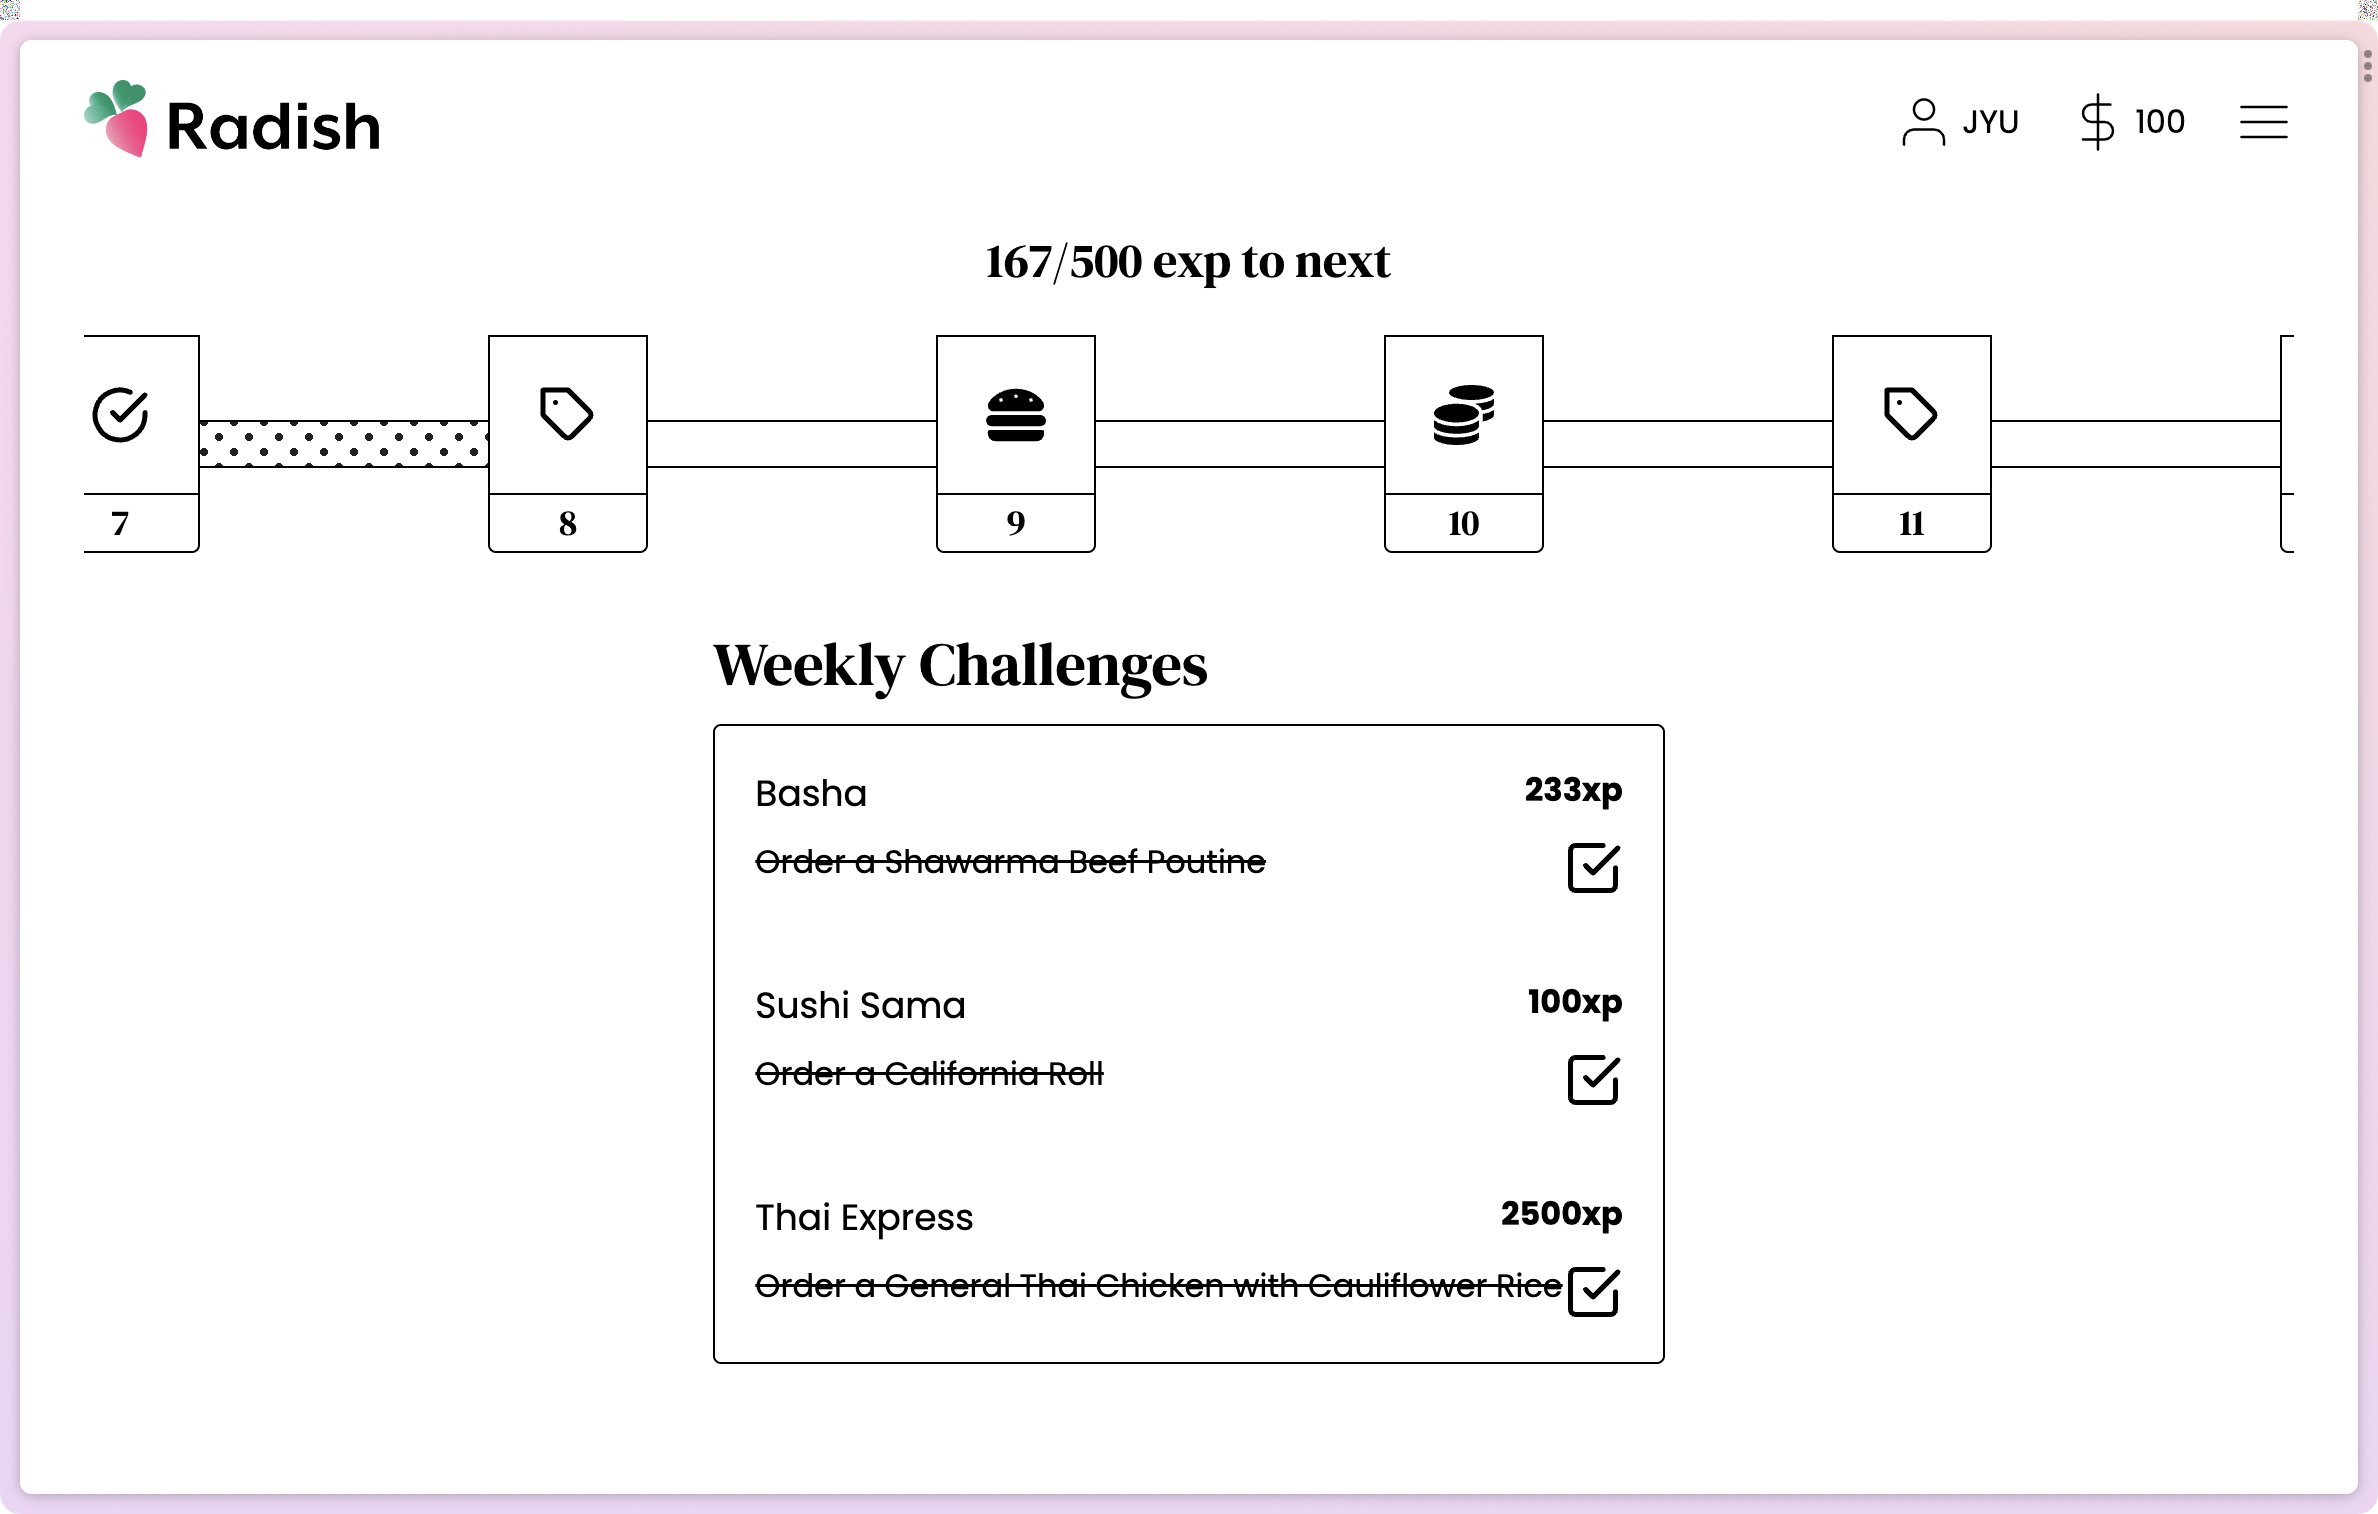 Radish
JYU
100
167/500 exp to next
7
8
9
10
11
Weekly Challenges
Basha
233xp
Order a Shawarma Beef Poutine
Sushi Sama
100xp
Order a California Roll
Thai Express
2500xp
Order a General Thai Chicken with Cauliflower Rice